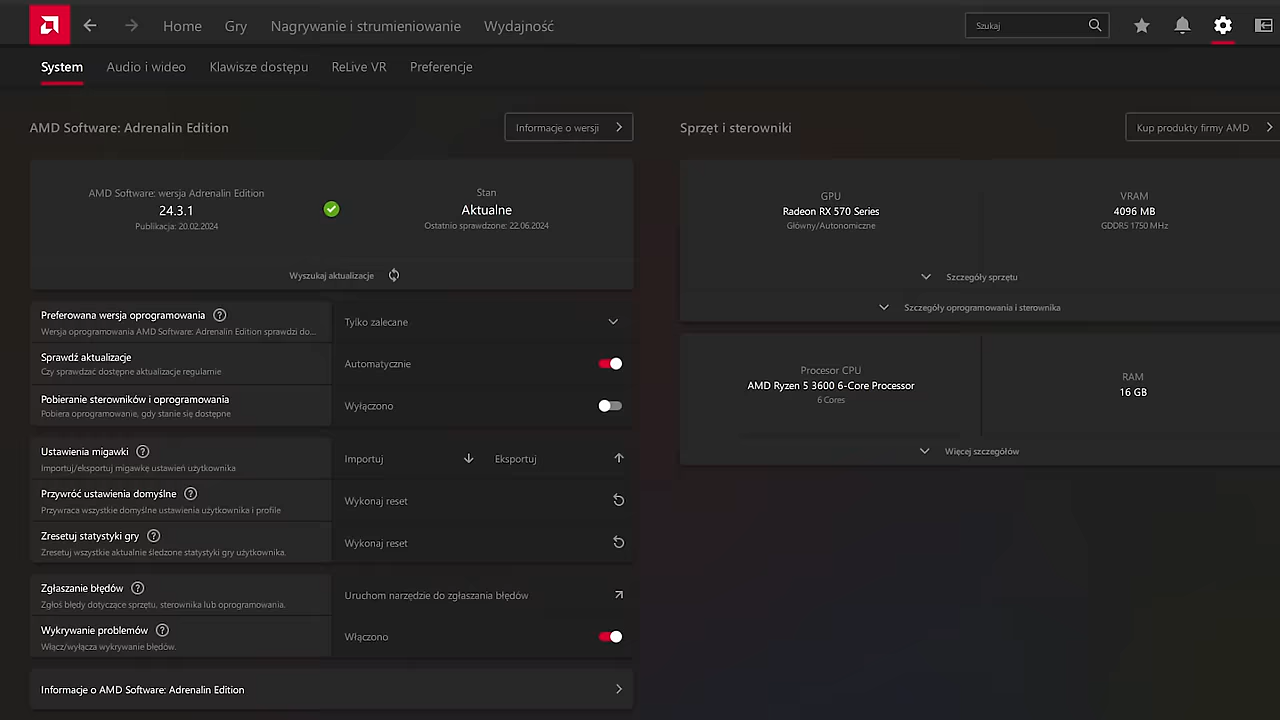 Home Gry Nagrywanie i strumieniowanie Wydajność Szukaj
System Audio i wideo Klawisze dostępu ReLive VR Preferencje
AMD Software: Adrenalin Edition
Informacje o wersji
AMD Software: wersja Adrenalin Edition
24.3.1
Publikacja: 20.02.2024
Stan
Aktualne
Ostatnio sprawdzone: 22.06.2024
Wyszukaj aktualizacje
Preferowana wersja oprogramowania
Wersja oprogramowania AMD Software: Adrenalin Edition sprawdzi do...
Tylko zalecane
Sprawdź aktualizacje
Czy sprawdzać dostępne aktualizacje regularnie
Automatycznie
Pobieranie sterowników i oprogramowania
Pobiera oprogramowanie, gdy stanie się dostępne
Wyłączono
Ustawienia migawki
Importuj/eksportuj migawkę ustawień użytkownika
Importuj
Eksportuj
Przywróć ustawienia domyślne
Przywraca wszystkie domyślne ustawienia użytkownika i profile
Wykonaj reset
Zresetuj statystyki gry
Zresetuj wszystkie aktualnie śledzone statystyki gry użytkownika.
Wykonaj reset
Zgłaszanie błędów
Zgłoś błędy dotyczące sprzętu, sterownika lub oprogramowania.
Uruchom narzędzie do zgłaszania błędów
Wykrywanie problemów
Włącz/wyłącza wykrywanie błędów.
Włączono
Informacje o AMD Software: Adrenalin Edition
Sprzęt i sterowniki
Kup produkty firmy AMD
GPU
Radeon RX 570 Series
Główny/Autonomiczne
VRAM
4096 MB
GDDR5 1750 MHz
Szczegóły sprzętu
Szczegóły oprogramowania i sterownika
Procesor CPU
AMD Ryzen 5 3600 6-Core Processor
6 Cores
RAM
16 GB
Więcej szczegółów